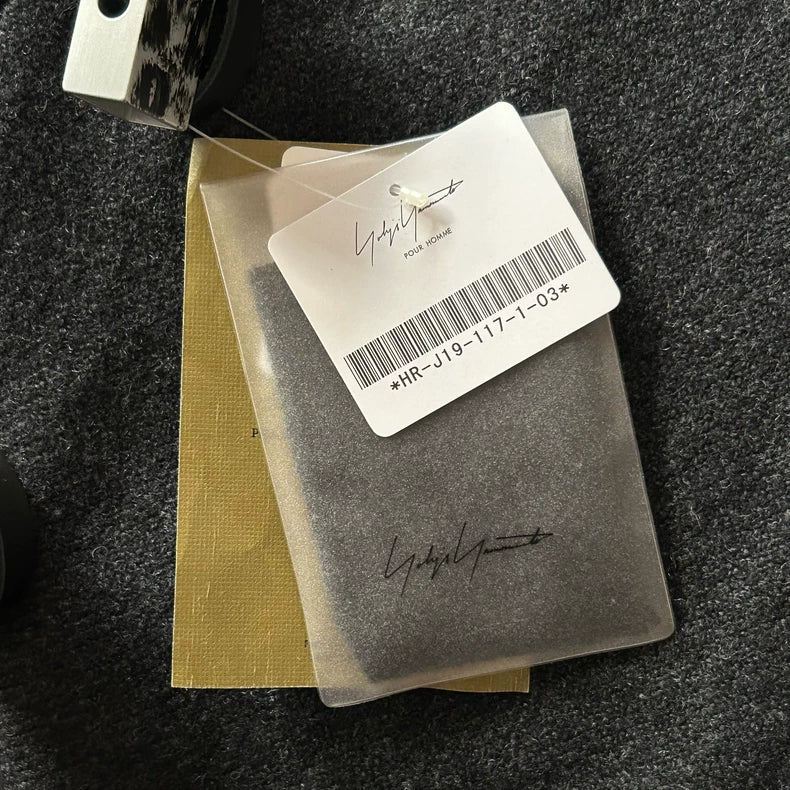 Yohji Yamamoto
POUR HOMME
*HR-J19-117-1-03*
P
Yohji Yamamoto